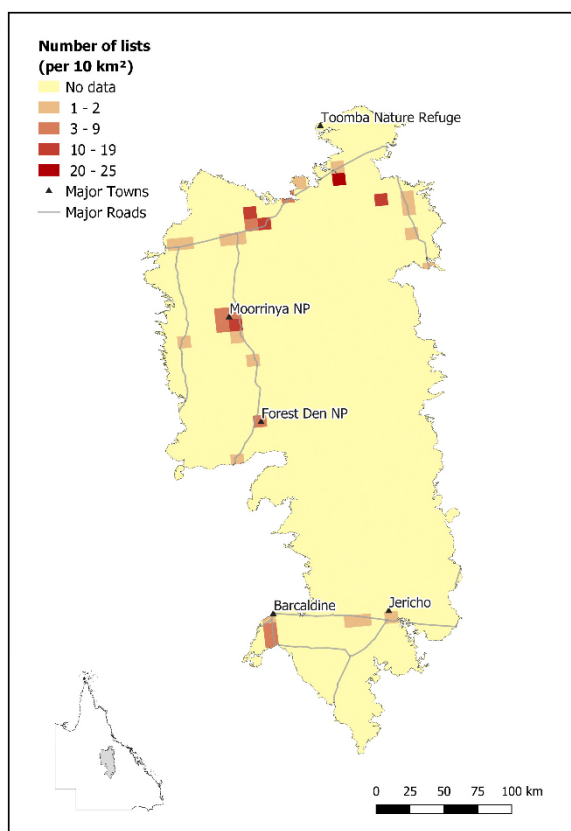 Number of lists
(per 10 km²)
No data
1 - 2
3 - 9
10 - 19
20 - 25
Major Towns
Major Roads
Toomba Nature Refuge
Moorrinya NP
Forest Den NP
Barcaldine
Jericho
0 25 50 75 100 km